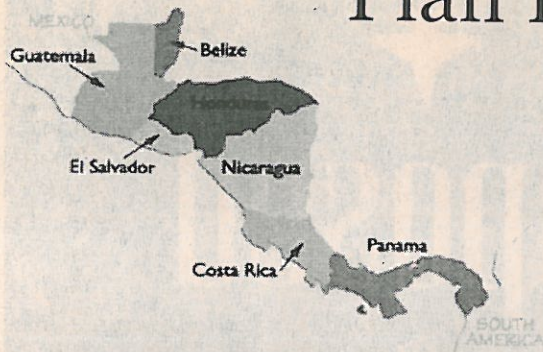 Plan
MEXICO
Guatemala
Belize
Honduras
El Salvador
Nicaragua
Costa Rica
Panama
SOUTH
AMERICA